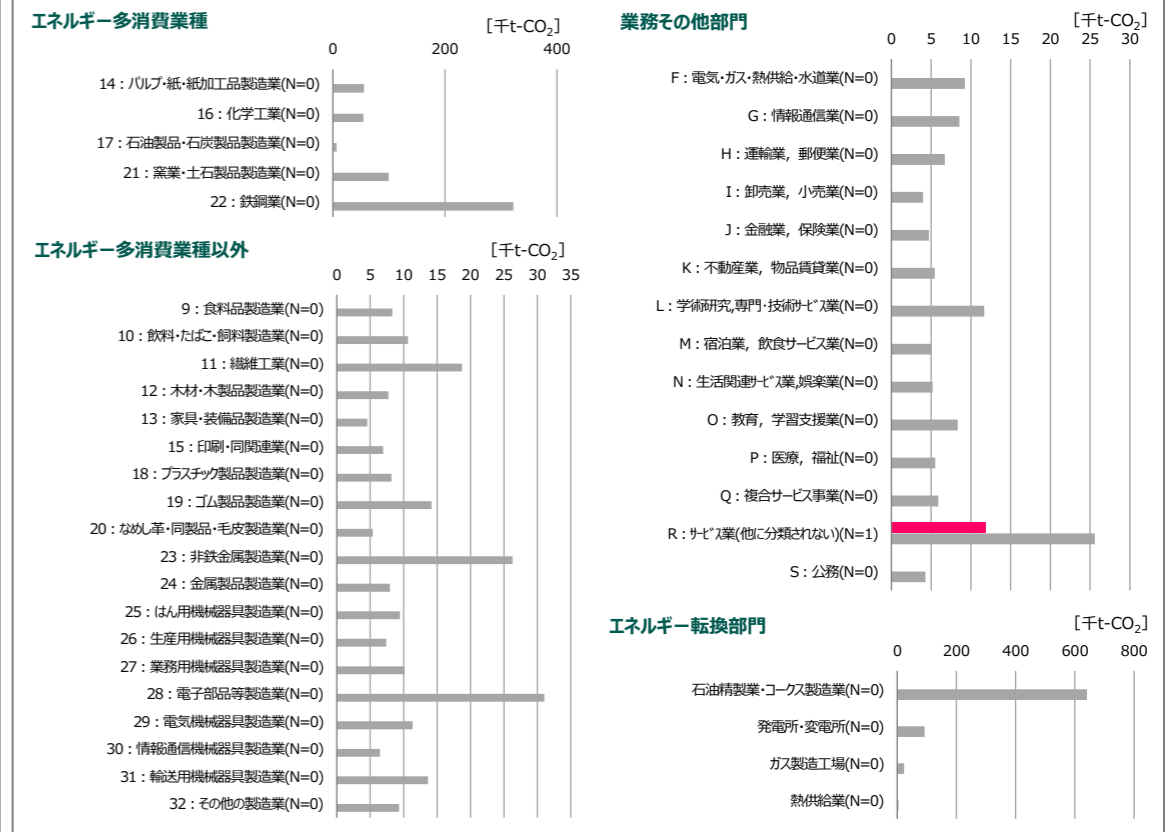 エネルギー多消費業種
[千t-CO2]
0 200 400
14：パルプ・紙・紙加工品製造業(N=0)
16：化学工業(N=0)
17：石油製品・石炭製品製造業(N=0)
21：窯業・土石製品製造業(N=0)
22：鉄鋼業(N=0)
エネルギー多消費業種以外
[千t-CO2]
0 5 10 15 20 25 30 35
9：食料品製造業(N=0)
10：飲料・たばこ・飼料製造業(N=0)
11：繊維工業(N=0)
12：木材・木製品製造業(N=0)
13：家具・装備品製造業(N=0)
15：印刷・同関連業(N=0)
18：プラスチック製品製造業(N=0)
19：ゴム製品製造業(N=0)
20：なめし革・同製品・毛皮製造業(N=0)
23：非鉄金属製造業(N=0)
24：金属製品製造業(N=0)
25：はん用機械器具製造業(N=0)
26：生産用機械器具製造業(N=0)
27：業務用機械器具製造業(N=0)
28：電子部品等製造業(N=0)
29：電気機械器具製造業(N=0)
30：情報通信機械器具製造業(N=0)
31：輸送用機械器具製造業(N=0)
32：その他の製造業(N=0)
業務その他部門
[千t-CO2]
0 5 10 15 20 25 30
F：電気・ガス・熱供給・水道業(N=0)
G：情報通信業(N=0)
H：運輸業，郵便業(N=0)
I：卸売業，小売業(N=0)
J：金融業，保険業(N=0)
K：不動産業，物品賃貸業(N=0)
L：学術研究,専門・技術サービス業(N=0)
M：宿泊業，飲食サービス業(N=0)
N：生活関連サービス業,娯楽業(N=0)
O：教育，学習支援業(N=0)
P：医療，福祉(N=0)
Q：複合サービス事業(N=0)
R：サービス業(他に分類されない)(N=1)
S：公務(N=0)
エネルギー転換部門
[千t-CO2]
0 200 400 600 800
石油精製業・コークス製造業(N=0)
発電所・変電所(N=0)
ガス製造工場(N=0)
熱供給業(N=0)